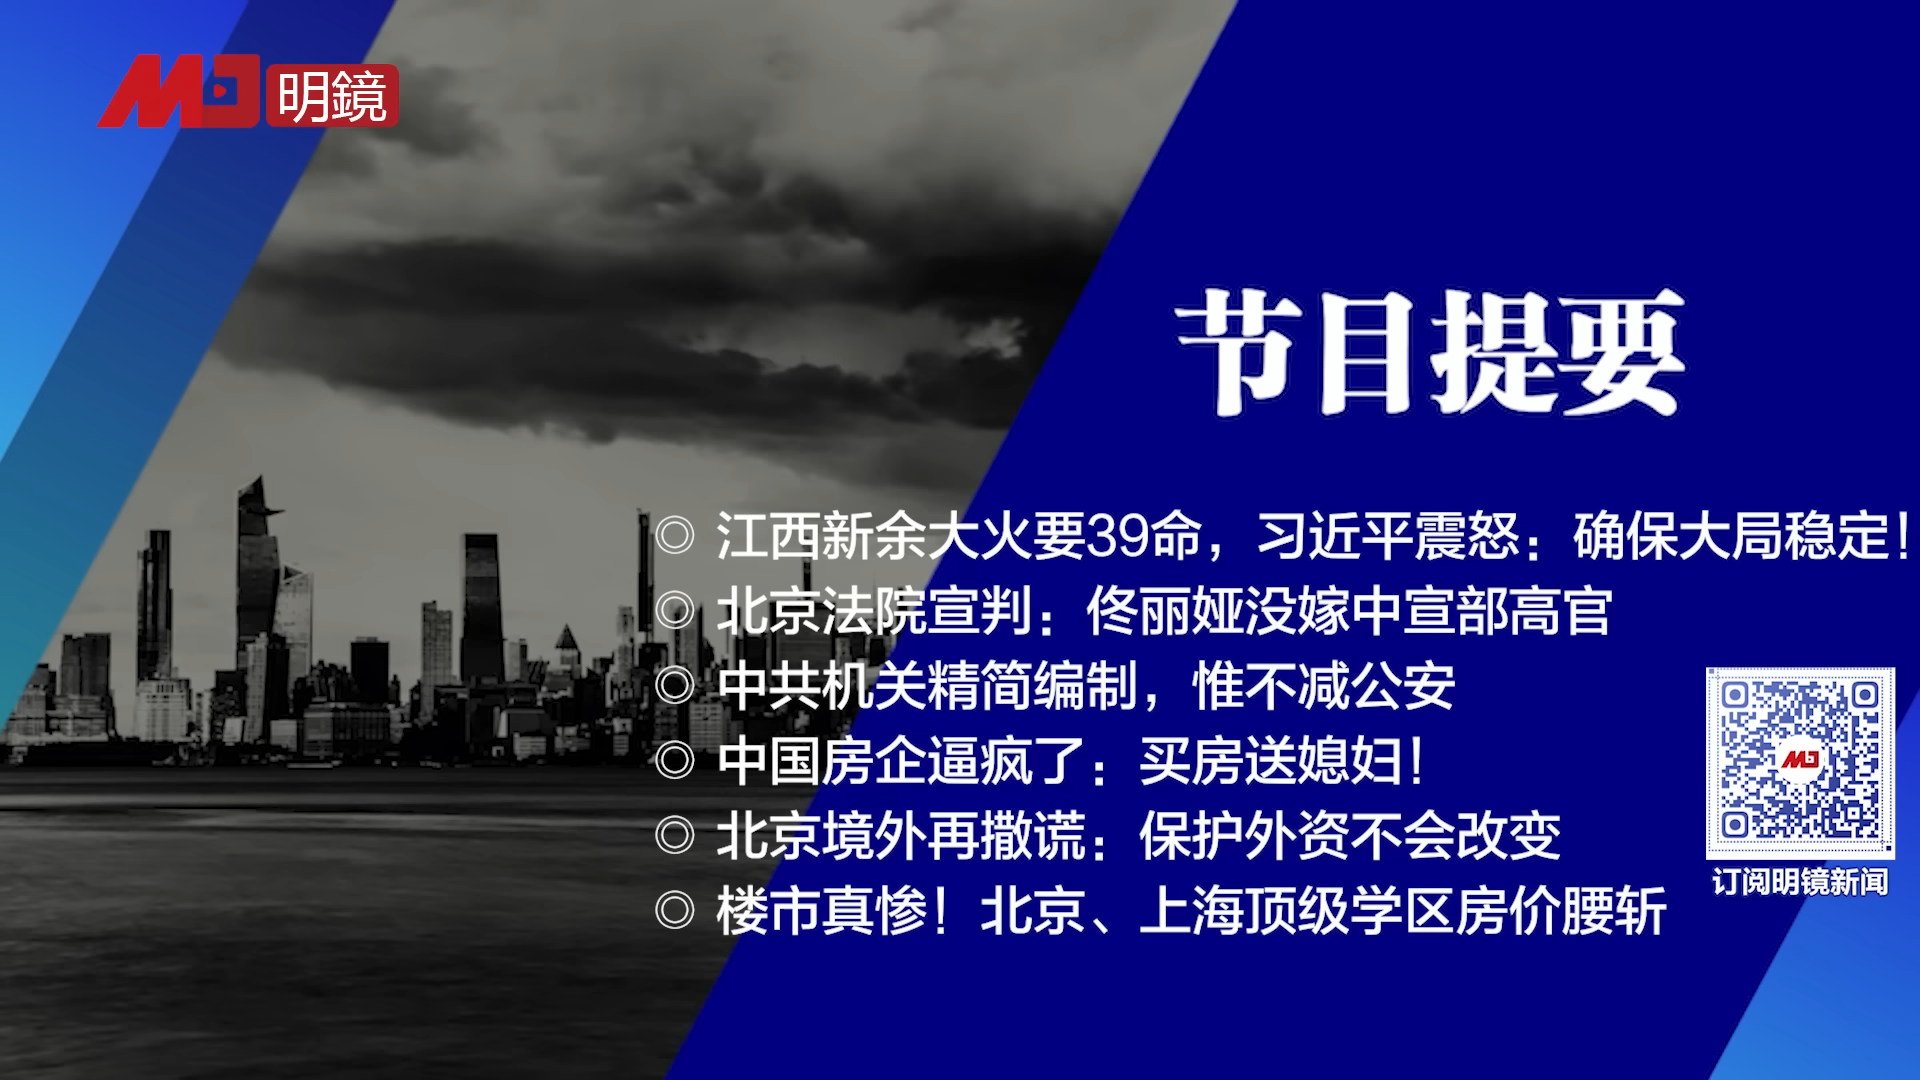 明鏡
节目提要
◎ 江西新余大火要39命，习近平震怒：确保大局稳定！
◎ 北京法院宣判：佟丽娅没嫁中宣部高官
◎ 中共机关精简编制，惟不减公安
◎ 中国房企逼疯了：买房送媳妇！
◎ 北京境外再撒谎：保护外资不会改变
◎ 楼市真惨！北京、上海顶级学区房价腰斩
订阅明镜新闻